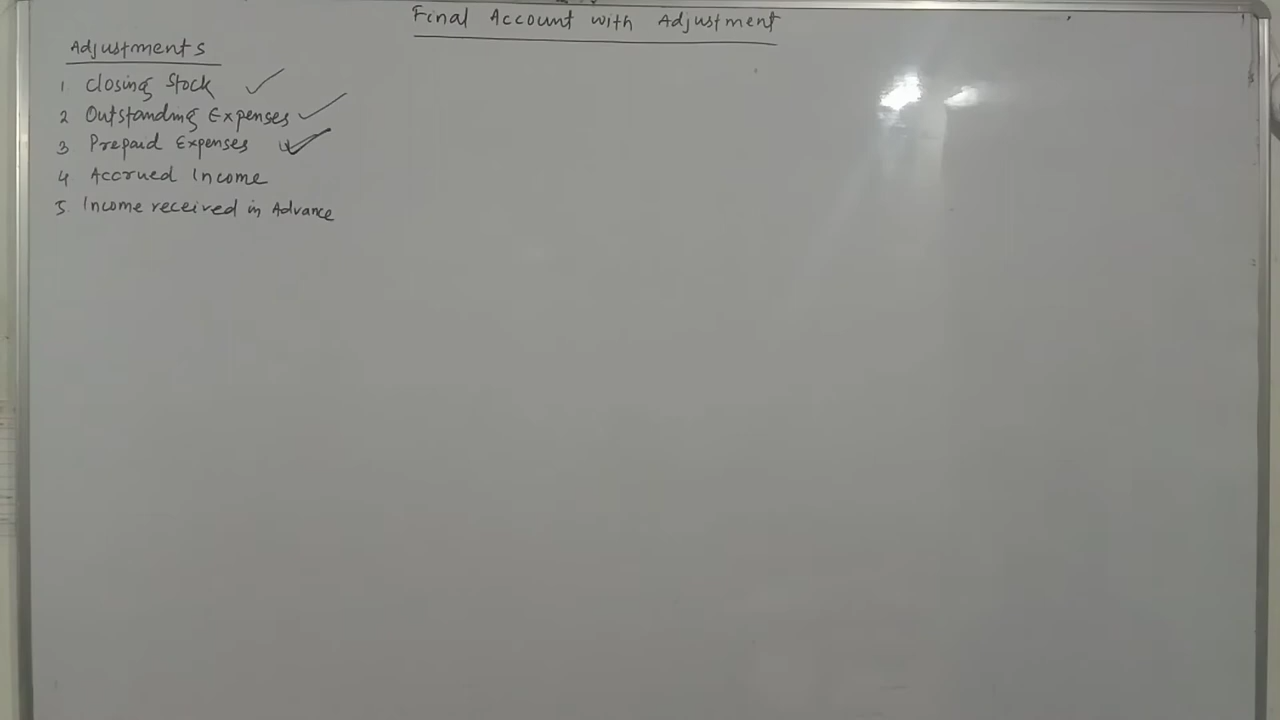 Final Account with Adjustment
Adjustments
1 Closing Stock
2 Outstanding Expenses
3 Prepaid Expenses
4 Accrued Income
5. Income received in Advance